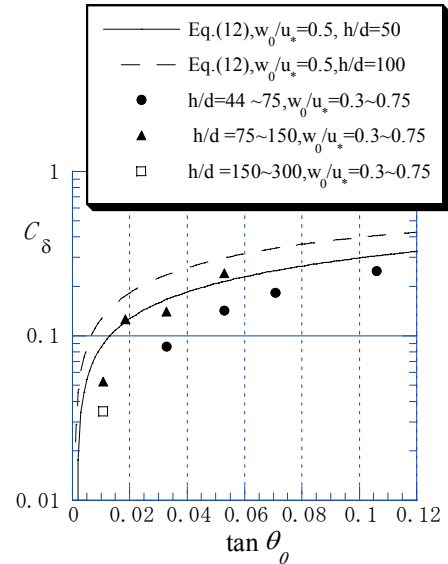 Eq.(12),w₀/u*=0.5, h/d=50
Eq.(12),w₀/u*=0.5,h/d=100
h/d=44 ~75,w₀/u*=0.3~0.75
h/d =75~150,w₀/u*=0.3~0.75
h/d =150~300,w₀/u*=0.3~0.75
1
C δ
0.1
0.01
0 0.02 0.04 0.06 0.08 0.1 0.12
tan θ₀